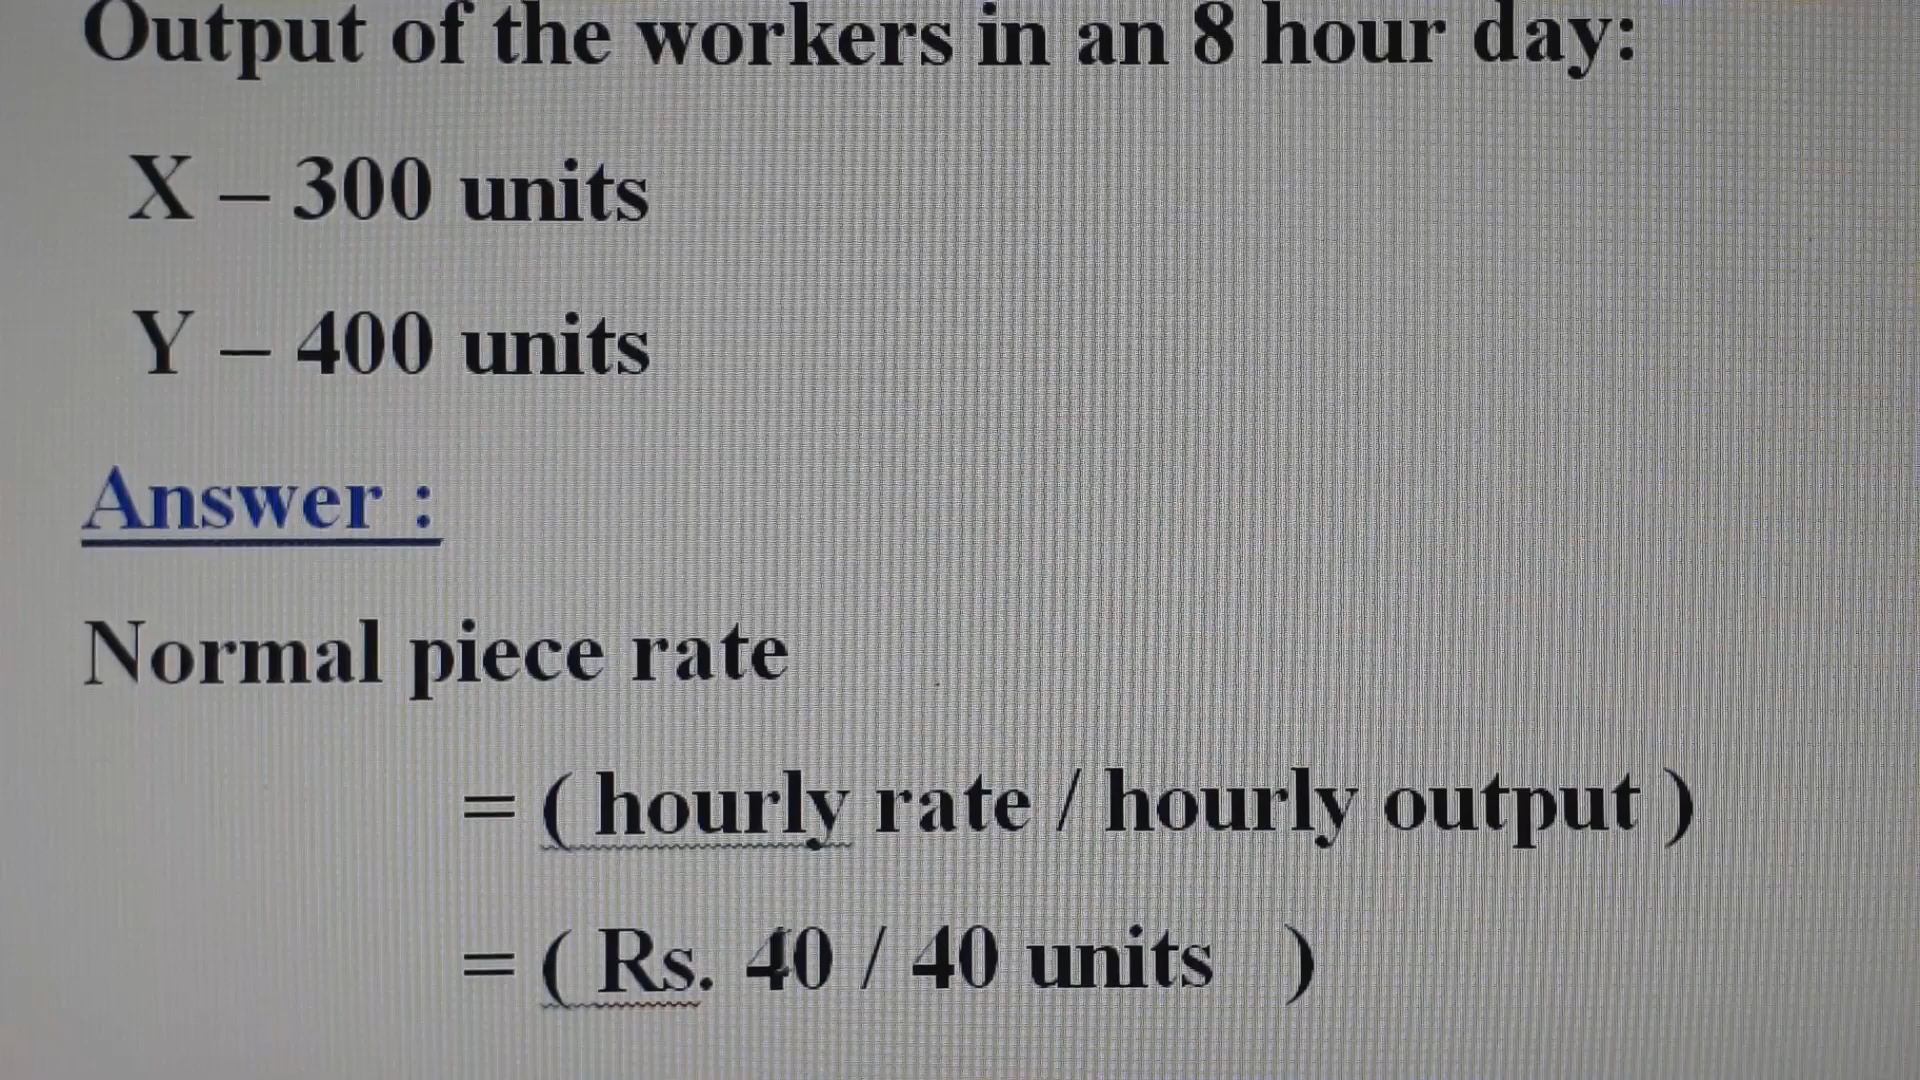 Output of the workers in an 8 hour day:
X – 300 units
Y – 400 units
Answer :
Normal piece rate
= ( hourly rate / hourly output )
= ( Rs. 40 / 40 units )